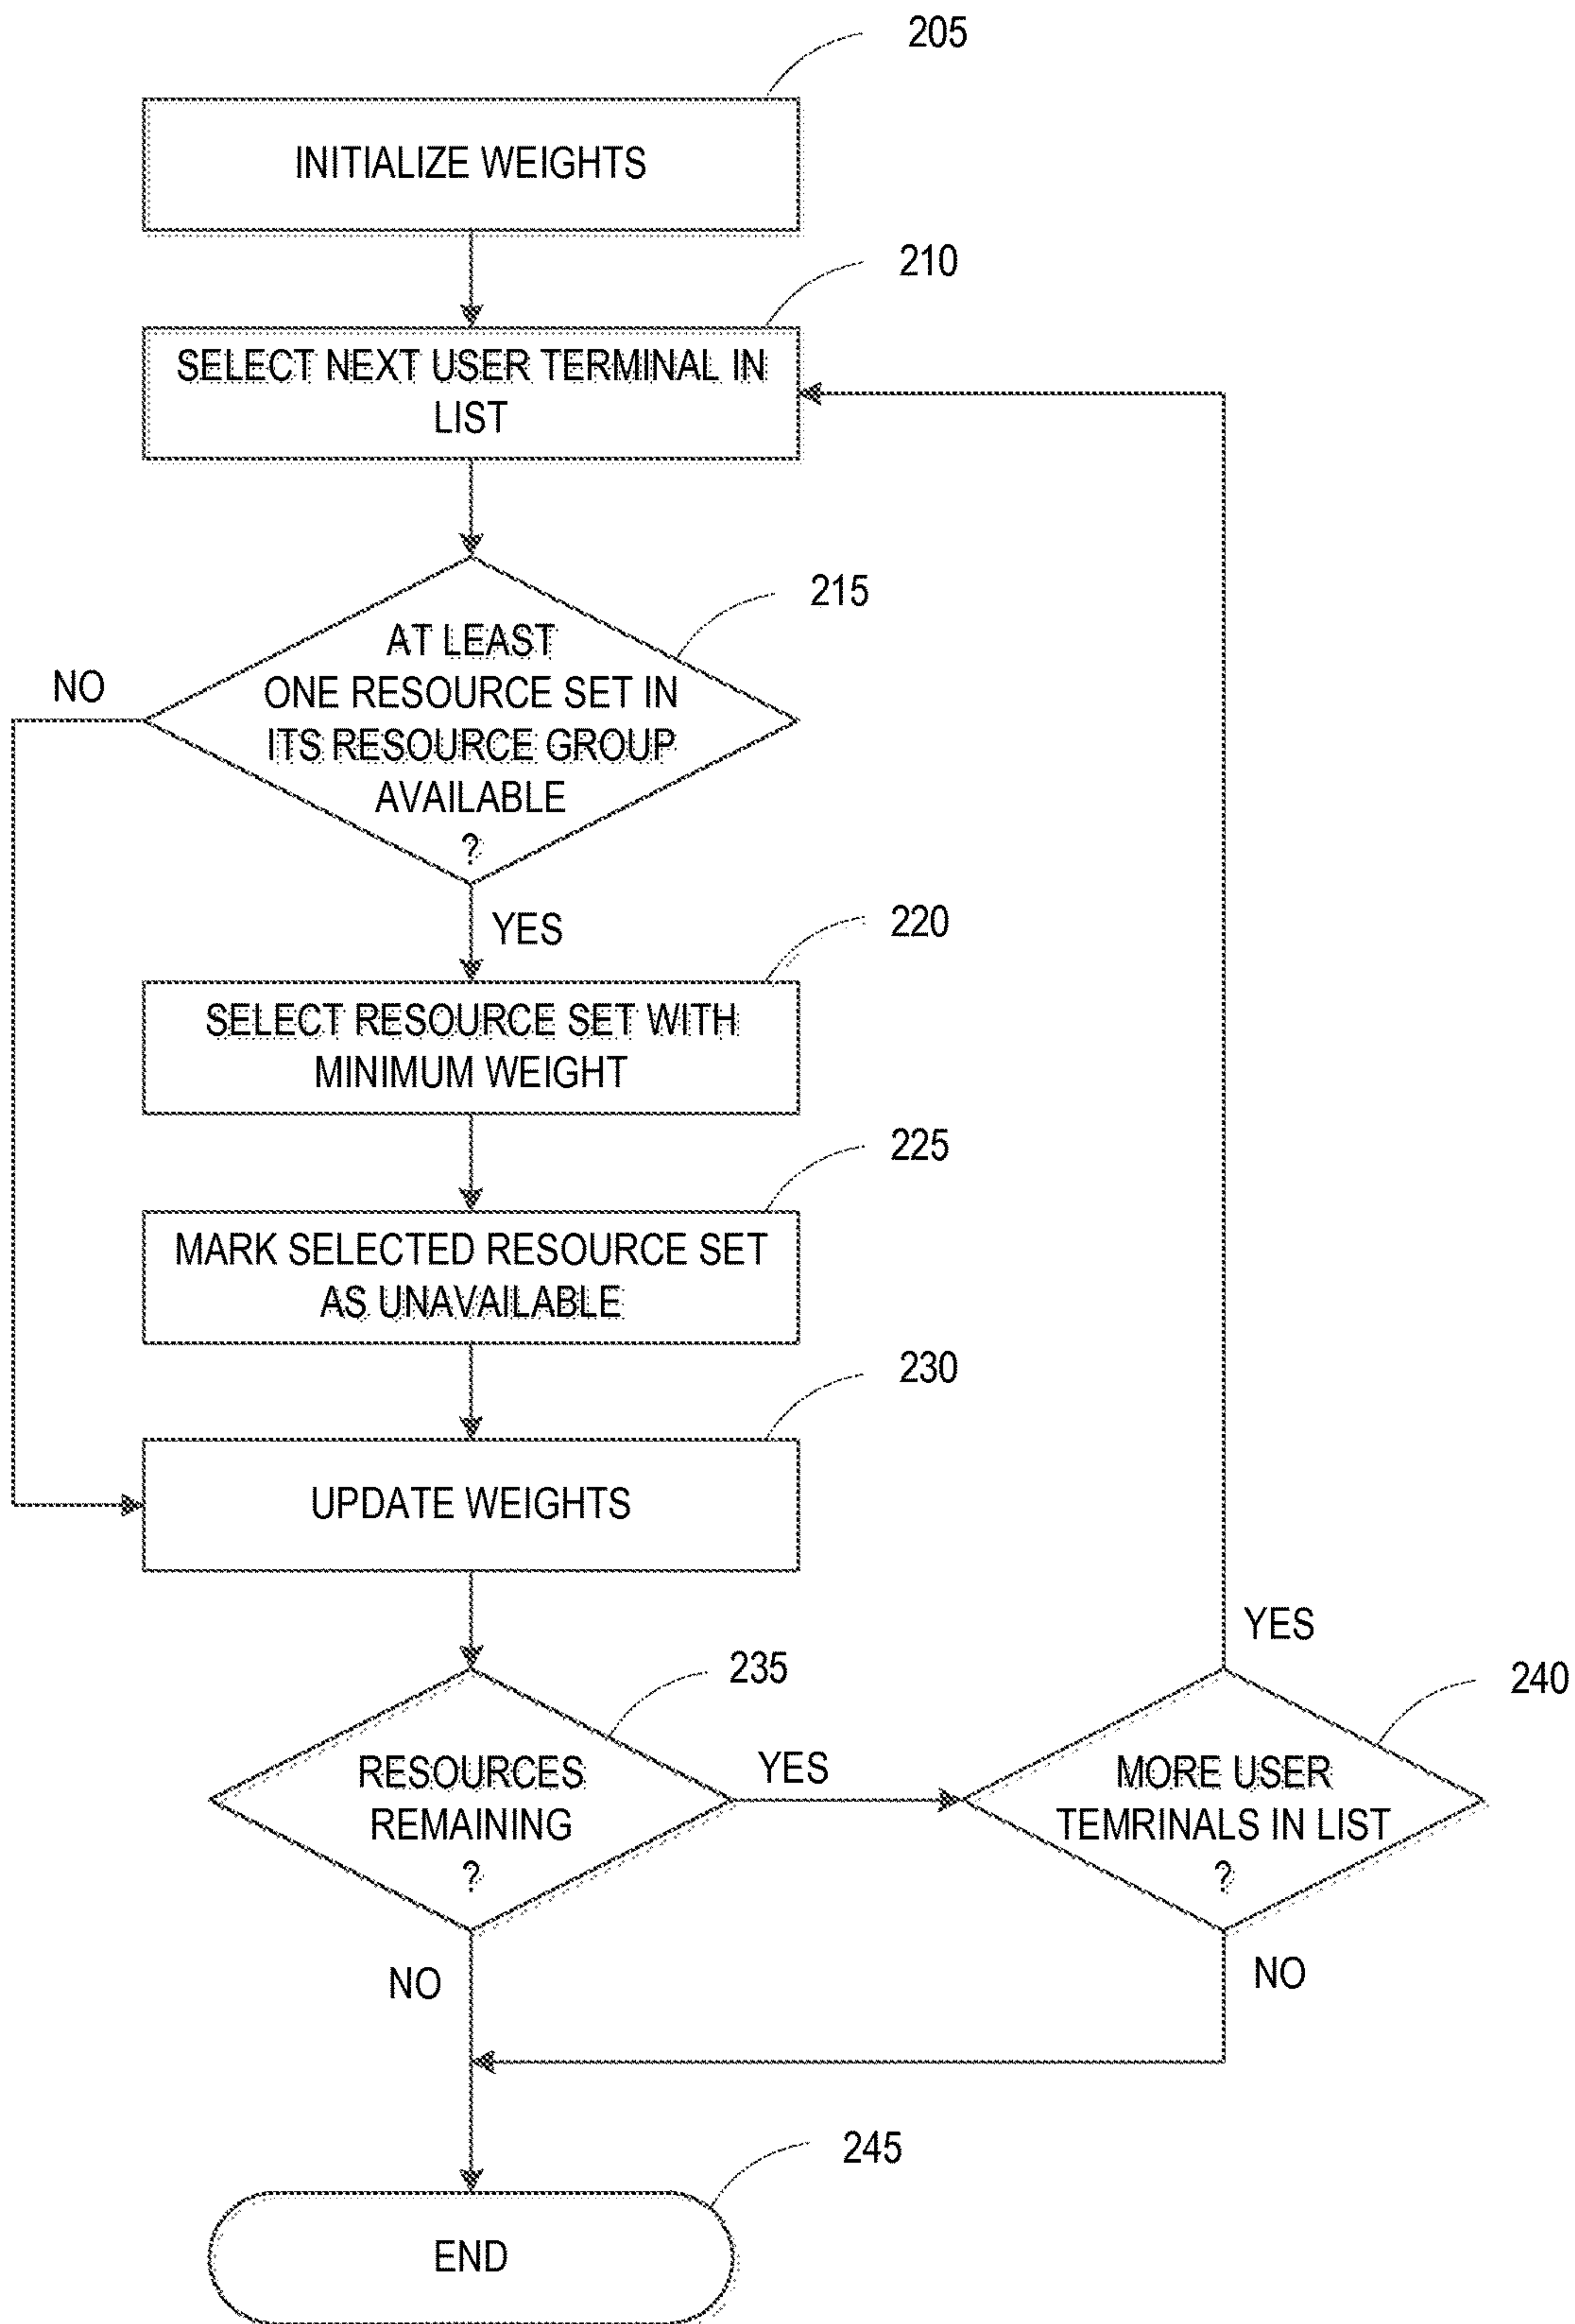 205
INITIALIZE WEIGHTS
210
SELECT NEXT USER TERMINAL IN
LIST
215
AT LEAST
ONE RESOURCE SET IN
ITS RESOURCE GROUP
AVAILABLE
?
NO
YES
220
SELECT RESOURCE SET WITH
MINIMUM WEIGHT
225
MARK SELECTED RESOURCE SET
AS UNAVAILABLE
230
UPDATE WEIGHTS
235
RESOURCES
REMAINING
?
YES
NO
240
YES
MORE USER
TEMRINALS IN LIST
?
NO
245
END